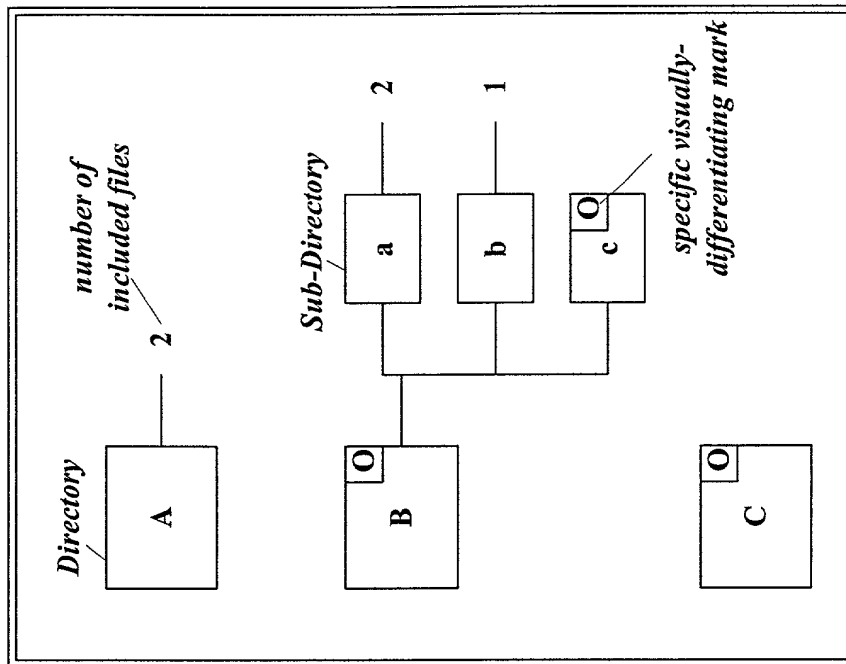 Directory
number of
included files
A 2
Sub-Directory
O
a 2
B
b 1
O
c
specific visually-
differentiating mark
O
C